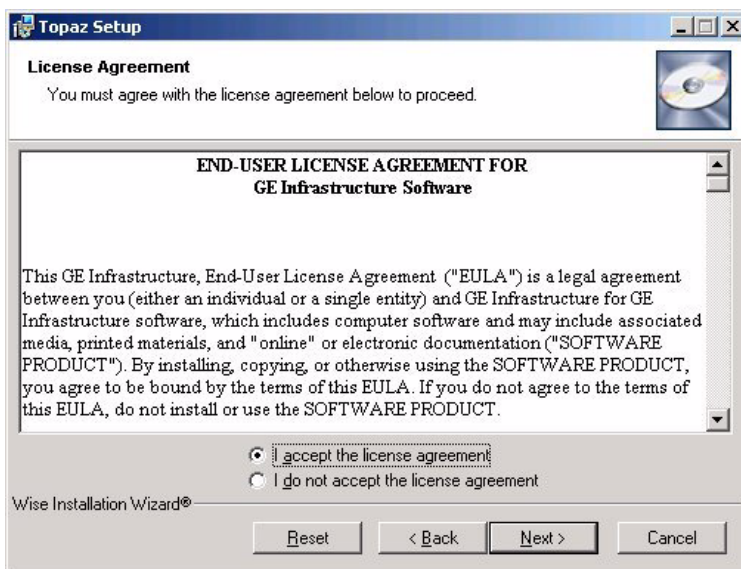 Topaz Setup
License Agreement
You must agree with the license agreement below to proceed.
END-USER LICENSE AGREEMENT FOR
GE Infrastructure Software
This GE Infrastructure, End-User License Agreement ("EULA") is a legal agreement
between you (either an individual or a single entity) and GE Infrastructure for GE
Infrastructure software, which includes computer software and may include associated
media, printed materials, and "online" or electronic documentation ("SOFTWARE
PRODUCT"). By installing, copying, or otherwise using the SOFTWARE PRODUCT,
you agree to be bound by the terms of this EULA. If you do not agree to the terms of
this EULA, do not install or use the SOFTWARE PRODUCT.
I accept the license agreement
I do not accept the license agreement
Wise Installation Wizard®
Reset
< Back
Next >
Cancel